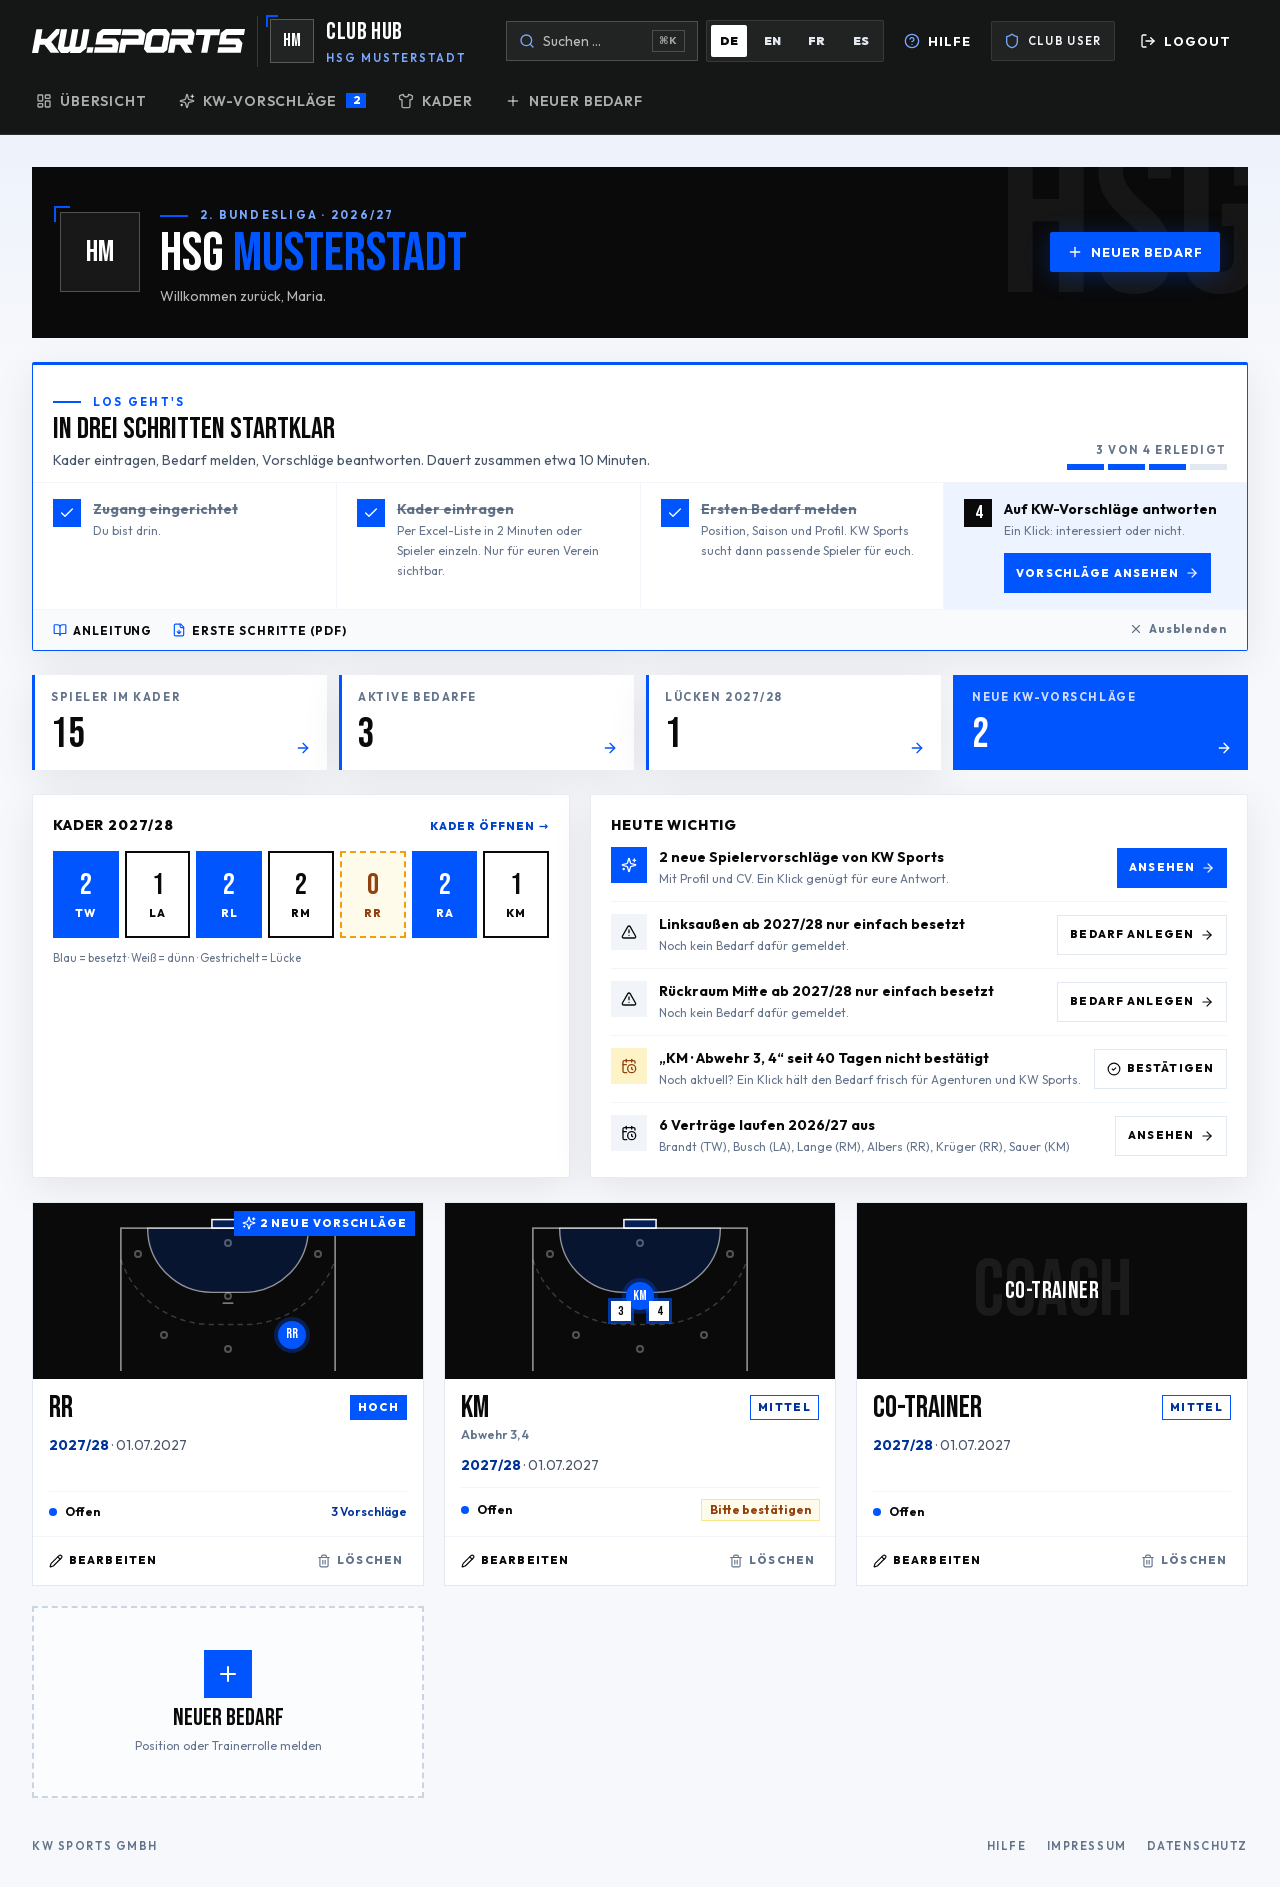 KW.SPORTS
HM
CLUB HUB
HSG MUSTERSTADT
Suchen ...
⌘K
DE EN FR ES
HILFE
CLUB USER
LOGOUT
ÜBERSICHT
KW-VORSCHLÄGE 2
KADER
NEUER BEDARF
HSG
HM
2. BUNDESLIGA · 2026/27
HSG MUSTERSTADT
Willkommen zurück, Maria.
NEUER BEDARF
LOS GEHT'S
IN DREI SCHRITTEN STARTKLAR
Kader eintragen, Bedarf melden, Vorschläge beantworten. Dauert zusammen etwa 10 Minuten.
3 VON 4 ERLEDIGT
Zugang eingerichtet
Du bist drin.
Kader eintragen
Per Excel-Liste in 2 Minuten oder
Spieler einzeln. Nur für euren Verein
sichtbar.
Ersten Bedarf melden
Position, Saison und Profil. KW Sports
sucht dann passende Spieler für euch.
4
Auf KW-Vorschläge antworten
Ein Klick: interessiert oder nicht.
VORSCHLÄGE ANSEHEN →
ANLEITUNG
ERSTE SCHRITTE (PDF)
Ausblenden
SPIELER IM KADER
15
AKTIVE BEDARFE
3
LÜCKEN 2027/28
1
NEUE KW-VORSCHLÄGE
2
KADER 2027/28
KADER ÖFFNEN →
2 TW
1 LA
2 RL
2 RM
0 RR
2 RA
1 KM
Blau = besetzt · Weiß = dünn · Gestrichelt = Lücke
HEUTE WICHTIG
2 neue Spielervorschläge von KW Sports
Mit Profil und CV. Ein Klick genügt für eure Antwort.
ANSEHEN →
Linksaußen ab 2027/28 nur einfach besetzt
Noch kein Bedarf dafür gemeldet.
BEDARF ANLEGEN →
Rückraum Mitte ab 2027/28 nur einfach besetzt
Noch kein Bedarf dafür gemeldet.
BEDARF ANLEGEN →
„KM · Abwehr 3, 4“ seit 40 Tagen nicht bestätigt
Noch aktuell? Ein Klick hält den Bedarf frisch für Agenturen und KW Sports.
BESTÄTIGEN
6 Verträge laufen 2026/27 aus
Brandt (TW), Busch (LA), Lange (RM), Albers (RR), Krüger (RR), Sauer (KM)
ANSEHEN →
2 NEUE VORSCHLÄGE
RR
RR
HOCH
2027/28 · 01.07.2027
Offen
3 Vorschläge
BEARBEITEN
LÖSCHEN
KM
3
4
KM
MITTEL
Abwehr 3,4
2027/28 · 01.07.2027
Offen
Bitte bestätigen
BEARBEITEN
LÖSCHEN
COACH
CO-TRAINER
CO-TRAINER
MITTEL
2027/28 · 01.07.2027
Offen
BEARBEITEN
LÖSCHEN
NEUER BEDARF
Position oder Trainerrolle melden
KW SPORTS GMBH
HILFE
IMPRESSUM
DATENSCHUTZ